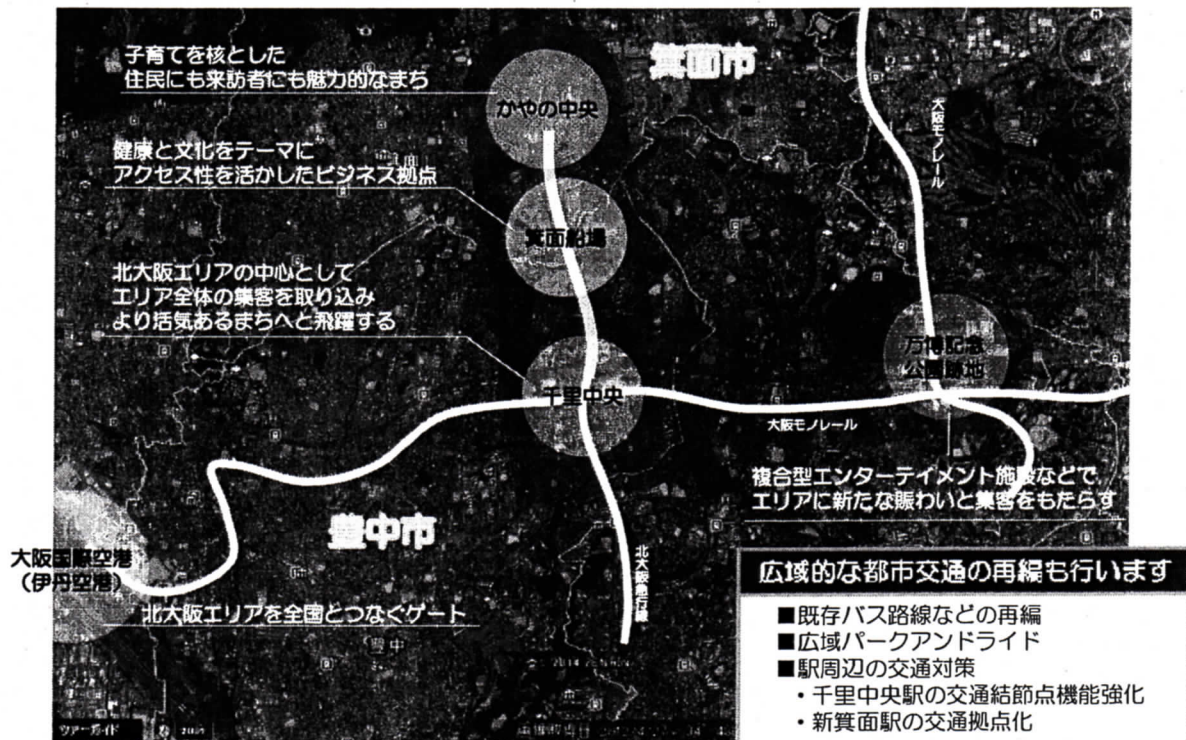 子育てを核とした
住民にも来訪者にも魅力的なまち
箕面市
かやの中央
大阪モノレール
健康と文化をテーマに
アクセス性を活かしたビジネス拠点
箕面船場
北大阪エリアの中心として
エリア全体の集客を取り込み
より活気あるまちへと飛躍する
万博記念
公園跡地
千里中央
大阪モノレール
複合型エンターテイメント施設などで
エリアに新たな賑わいと集客をもたらす
豊中市
大阪国際空港
(伊丹空港)
北大阪急行線
北大阪エリアを全国とつなぐゲート
豊中
広域的な都市交通の再編も行います
■既存バス路線などの再編
■広域パークアンドライド
■駅周辺の交通対策
・千里中央駅の交通結節点機能強化
・新箕面駅の交通拠点化
ツアーガイド